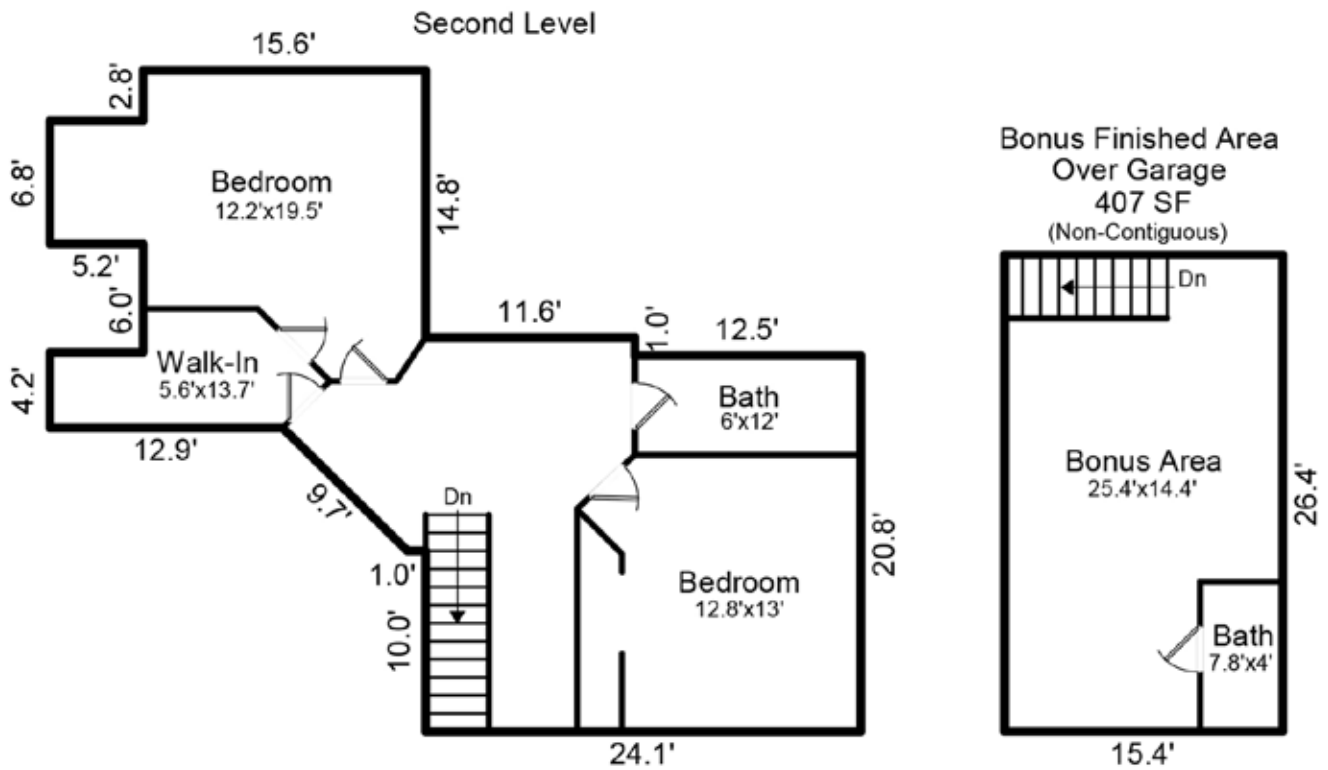 Second Level
15.6'
2.8'
6.8'
Bedroom
12.2'x19.5'
14.8'
5.2'
6.0'
11.6'
1.0'
12.5'
4.2'
Walk-In
5.6'x13.7'
Bath
6'x12'
12.9'
9.7'
Dn
1.0'
10.0'
Bedroom
12.8'x13'
20.8'
24.1'
Bonus Finished Area
Over Garage
407 SF
(Non-Contiguous)
Dn
Bonus Area
25.4'x14.4'
26.4'
Bath
7.8'x4'
15.4'